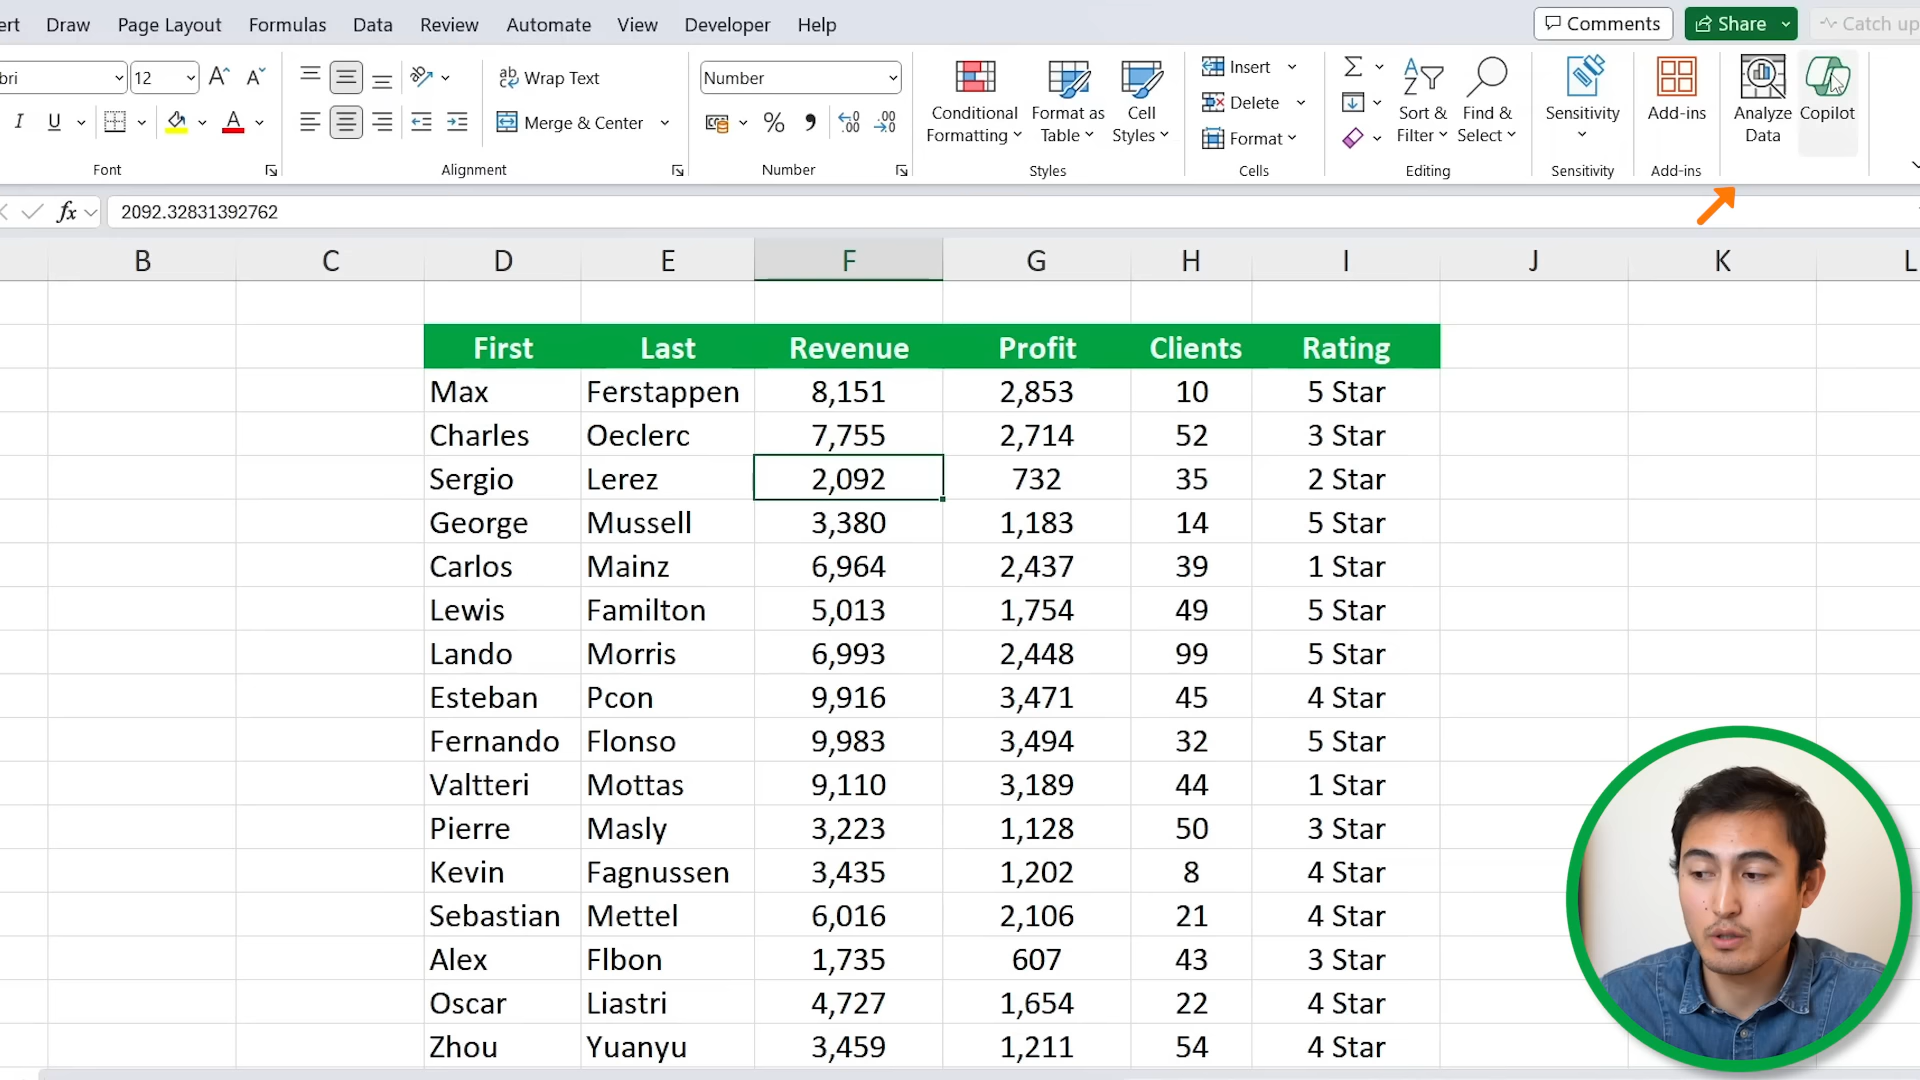 ert Draw Page Layout Formulas Data Review Automate View Developer Help Comments Share Catch up
bri 12 A A Wrap Text Number Insert Σ
I U A Merge & Center % Delete
Conditional Formatting Format as Table Cell Styles Format Sort & Filter Find & Select Sensitivity Add-ins Analyze Data Copilot
Font Alignment Number Styles Cells Editing Sensitivity Add-ins
fx 2092.32831392762
B C D E F G H I J K L
First Last Revenue Profit Clients Rating
Max Ferstappen 8,151 2,853 10 5 Star
Charles Oeclerc 7,755 2,714 52 3 Star
Sergio Lerez 2,092 732 35 2 Star
George Mussell 3,380 1,183 14 5 Star
Carlos Mainz 6,964 2,437 39 1 Star
Lewis Familton 5,013 1,754 49 5 Star
Lando Morris 6,993 2,448 99 5 Star
Esteban Pcon 9,916 3,471 45 4 Star
Fernando Flonso 9,983 3,494 32 5 Star
Valtteri Mottas 9,110 3,189 44 1 Star
Pierre Masly 3,223 1,128 50 3 Star
Kevin Fagnussen 3,435 1,202 8 4 Star
Sebastian Mettel 6,016 2,106 21 4 Star
Alex Flbon 1,735 607 43 3 Star
Oscar Liastri 4,727 1,654 22 4 Star
Zhou Yuanyu 3,459 1,211 54 4 Star